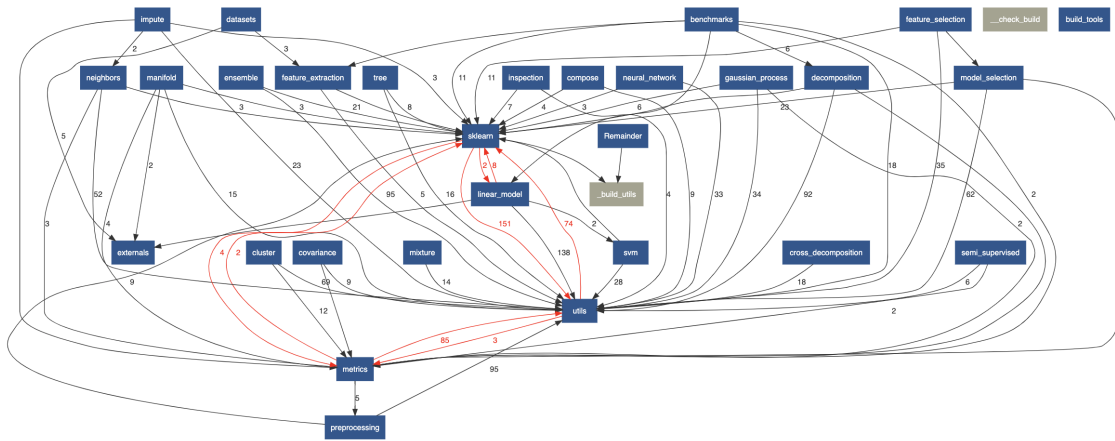 impute datasets benchmarks feature_selection __check_build build_tools
2 3 6
neighbors manifold ensemble feature_extraction tree inspection compose neural_network gaussian_process decomposition model_selection
3 11 11
3 3 3 21 8 7 4 3 6 23
sklearn Remainder
5 2 2 8
linear_model _build_utils
52 4 15 23 95 5 16 4 9 33 34 92 18 35 62 2
3 4 2 151 74 2 2
externals cluster covariance mixture 138 svm cross_decomposition semi_supervised
9 69 9 14 28 18 6
utils
12 2
85 3
metrics 95
5
preprocessing